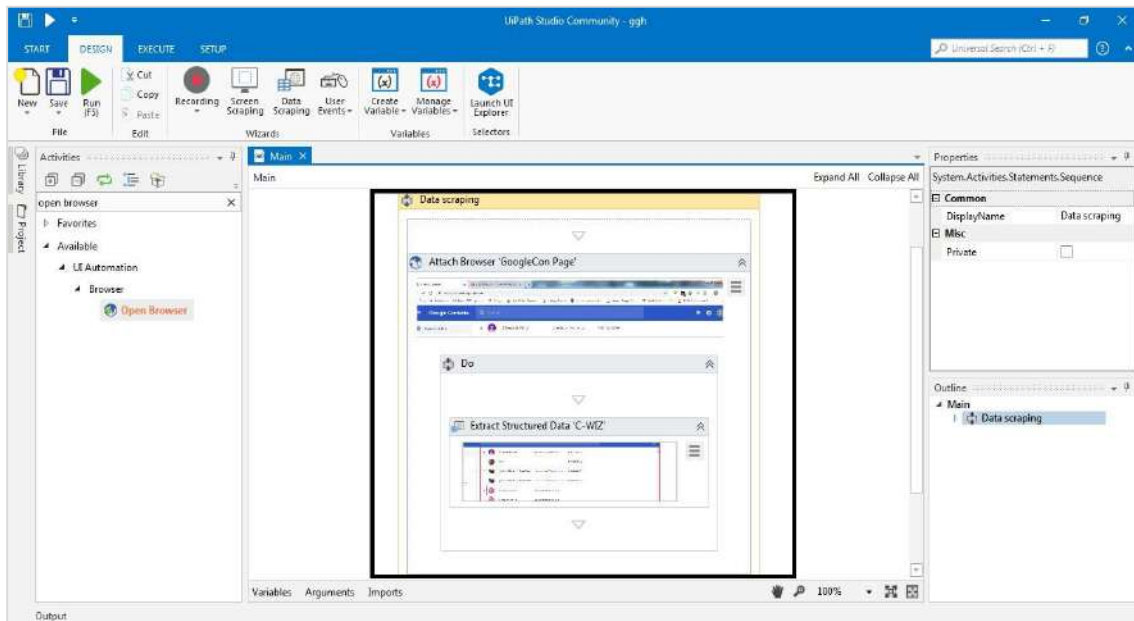 UiPath Studio Community - ggh
START DESIGN EXECUTE SETUP
Universal Search (Ctrl + F)
New Save Run (F5)
Cut
Copy
Paste
Recording Screen Scraping Data Scraping User Events
Create Variable Manage Variables Launch UI Explorer
File Edit Wizards Variables Selectors
Library
Project
Activities
open browser
Favorites
Available
UI Automation
Browser
Open Browser
Main
Main Expand All Collapse All
Data scraping
Attach Browser 'GoogleCon Page'
Google Contacts
Do
Extract Structured Data 'C-WIZ'
Variables Arguments Imports 100%
Properties
System.Activities.Statements.Sequence
Common
DisplayName Data scraping
Misc
Private
Outline
Main
Data scraping
Output